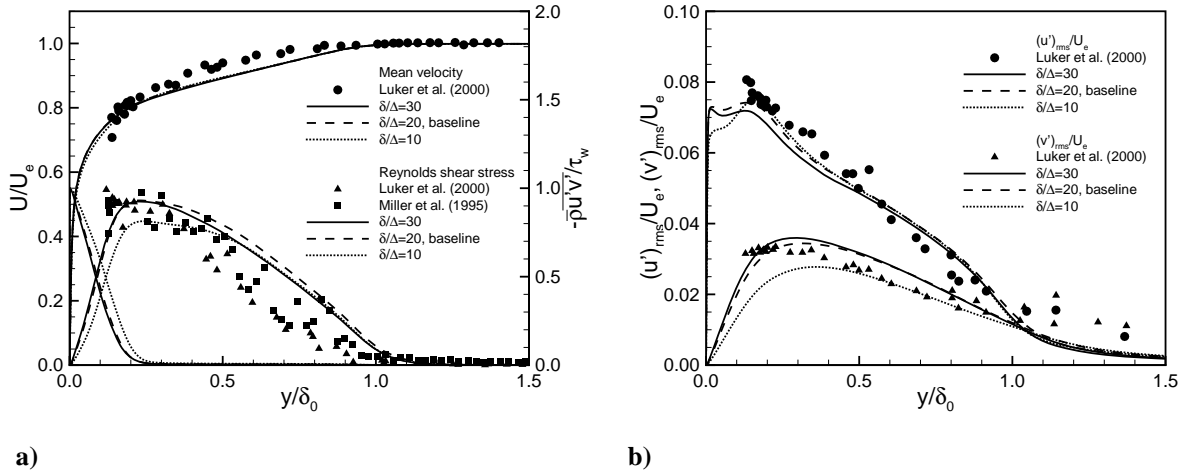 2.0
1.0
0.8
0.6
0.4
0.2
0.0
U/U_e
1.5
1.0
0.5
0.0
-ρ̄u'v'/τ_w
Mean velocity
Luker et al. (2000)
δ/Δ=30
δ/Δ=20, baseline
δ/Δ=10
Reynolds shear stress
Luker et al. (2000)
Miller et al. (1995)
δ/Δ=30
δ/Δ=20, baseline
δ/Δ=10
0.0 0.5 1.0 1.5
y/δ_0
a)
0.10
0.08
0.06
0.04
0.02
0.00
(u')_rms/U_e, (v')_rms/U_e
(u')_rms/U_e
Luker et al. (2000)
δ/Δ=30
δ/Δ=20, baseline
δ/Δ=10
(v')_rms/U_e
Luker et al. (2000)
δ/Δ=30
δ/Δ=20, baseline
δ/Δ=10
0.0 0.5 1.0 1.5
y/δ_0
b)